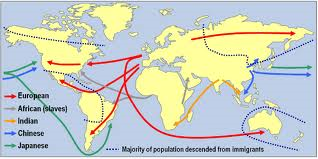 European
African (slaves)
Indian
Chinese
Japanese
Majority of population descended from immigrants